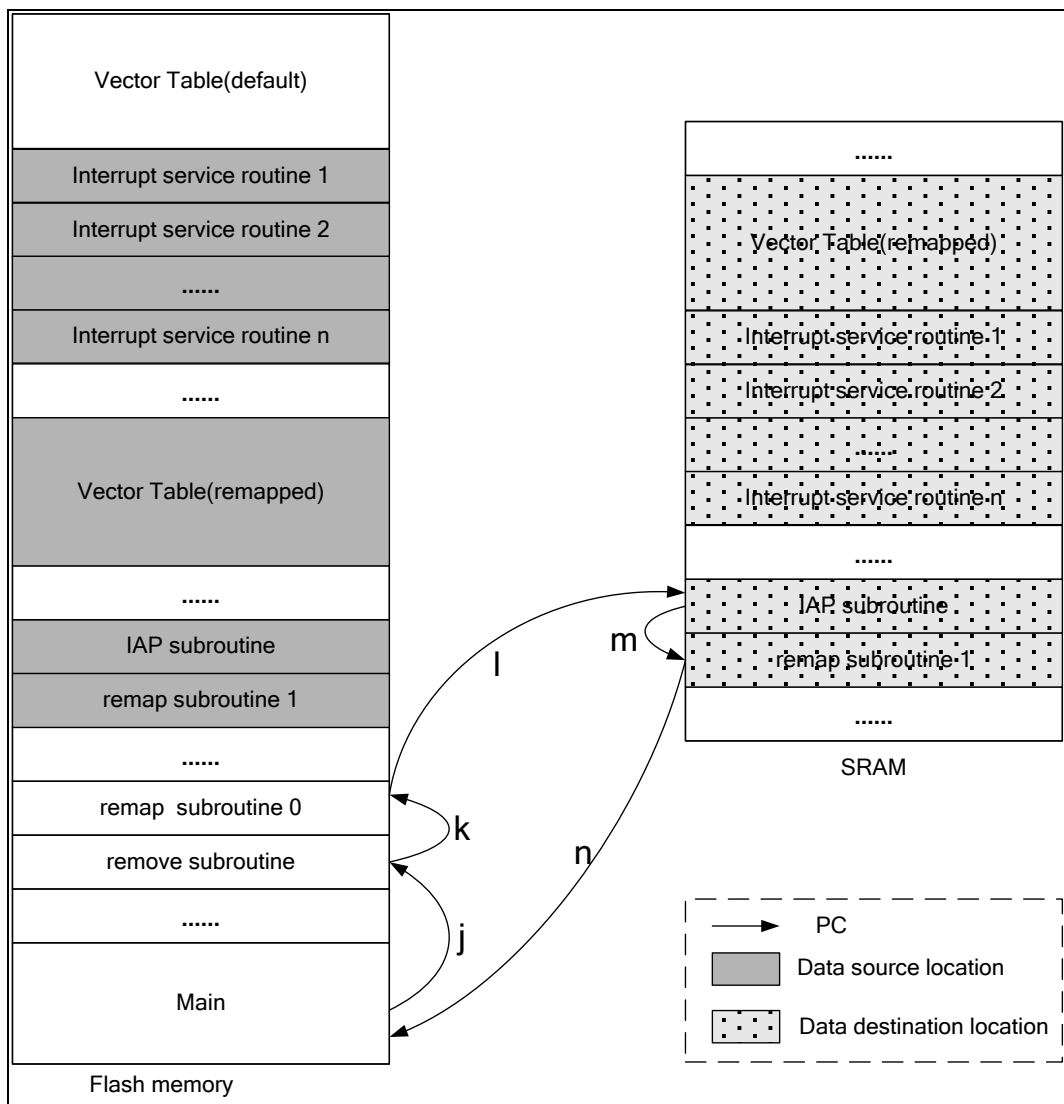 Vector Table(default)
Interrupt service routine 1
Interrupt service routine 2
......
Interrupt service routine n
......
Vector Table(remapped)
......
IAP subroutine
remap subroutine 1
......
remap  subroutine 0
remove subroutine
......
Main
Flash memory
l
k
j
m
n
......
Vector Table(remapped)
Interrupt service routine 1
Interrupt service routine 2
......
Interrupt service routine n
......
IAP subroutine
remap subroutine 1
......
SRAM
PC
Data source location
Data destination location